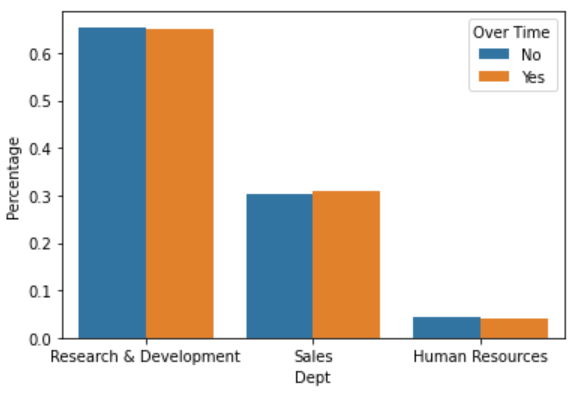 Over Time
No
Yes
0.6
0.5
0.4
0.3
0.2
0.1
0.0
Percentage
Research & Development Sales Human Resources
Dept